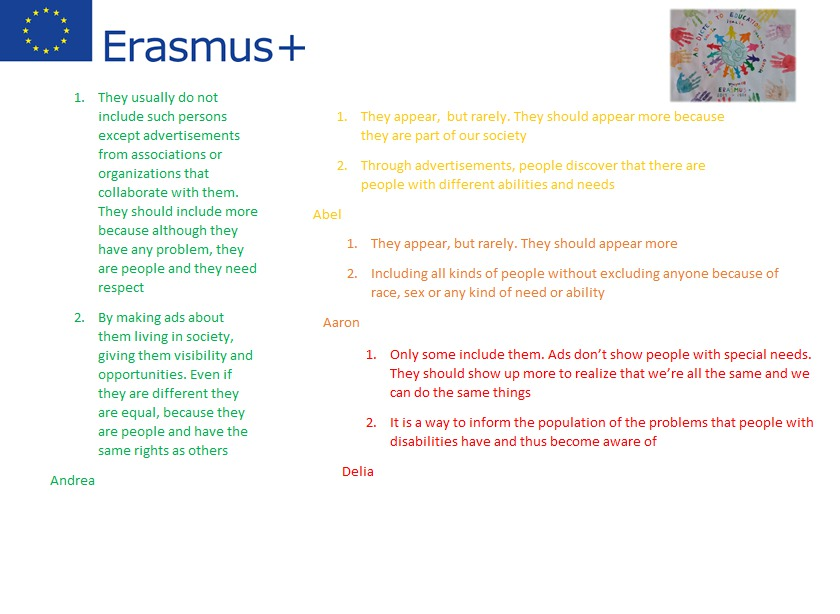 Erasmus+
ADDICTED TO EDUCATION
ERASMUS+
1. They usually do not
include such persons
except advertisements
from associations or
organizations that
collaborate with them.
They should include more
because although they
have any problem, they
are people and they need
respect
2. By making ads about
them living in society,
giving them visibility and
opportunities. Even if
they are different they
are equal, because they
are people and have the
same rights as others
Andrea
1. They appear,  but rarely. They should appear more because
they are part of our society
2. Through advertisements, people discover that there are
people with different abilities and needs
Abel
1. They appear, but rarely. They should appear more
2. Including all kinds of people without excluding anyone because of
race, sex or any kind of need or ability
Aaron
1. Only some include them. Ads don’t show people with special needs.
They should show up more to realize that we’re all the same and we
can do the same things
2. It is a way to inform the population of the problems that people with
disabilities have and thus become aware of
Delia